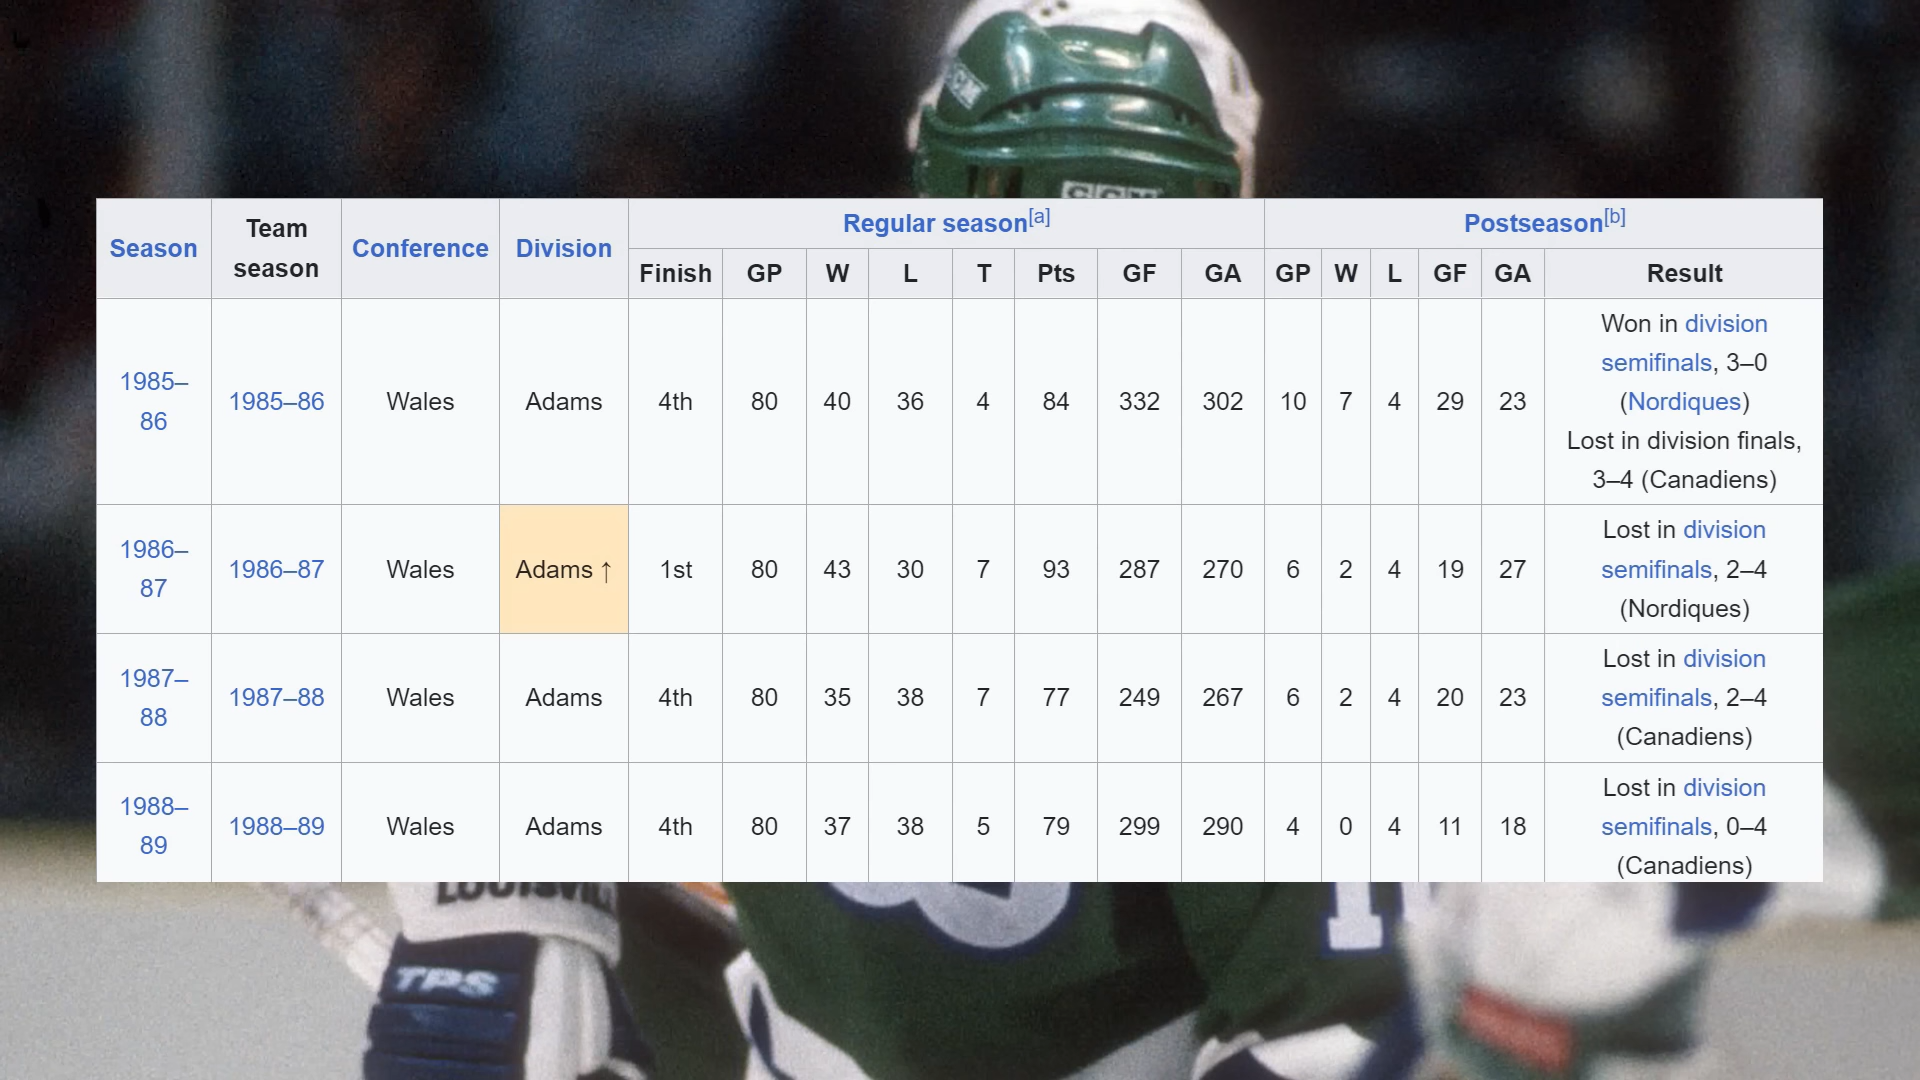 CCM
CCM
Season Team season Conference Division Regular season[a] Postseason[b]
Finish GP W L T Pts GF GA GP W L GF GA Result
1985–86 1985–86 Wales Adams 4th 80 40 36 4 84 332 302 10 7 4 29 23 Won in division semifinals, 3–0 (Nordiques) Lost in division finals, 3–4 (Canadiens)
1986–87 1986–87 Wales Adams ↑ 1st 80 43 30 7 93 287 270 6 2 4 19 27 Lost in division semifinals, 2–4 (Nordiques)
1987–88 1987–88 Wales Adams 4th 80 35 38 7 77 249 267 6 2 4 20 23 Lost in division semifinals, 2–4 (Canadiens)
1988–89 1988–89 Wales Adams 4th 80 37 38 5 79 299 290 4 0 4 11 18 Lost in division semifinals, 0–4 (Canadiens)
LOUISVILL
1
TPS